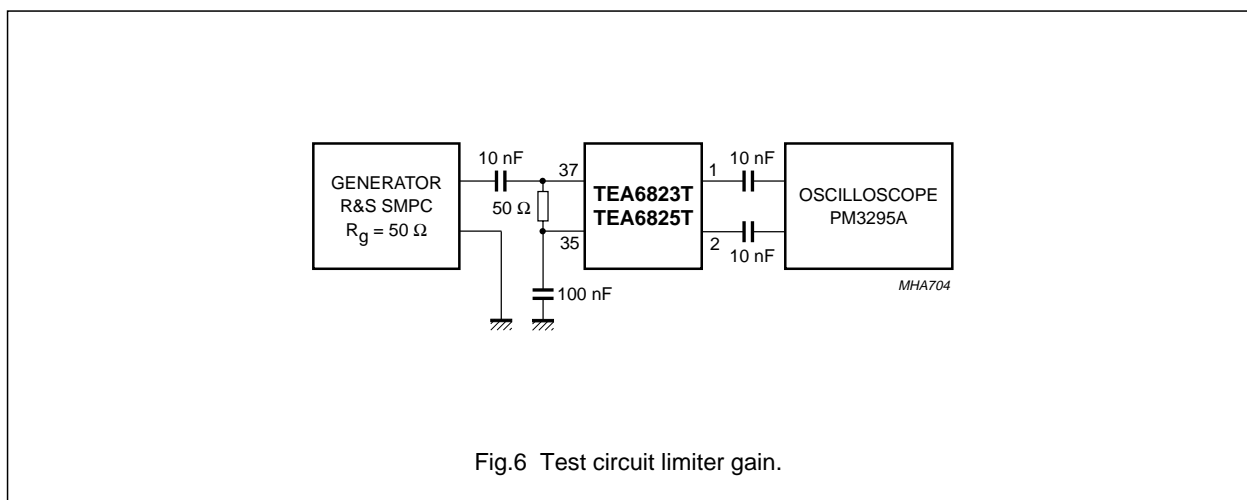 GENERATOR
R&S SMPC
Rg = 50 Ω
10 nF
50 Ω
37
35
100 nF
TEA6823T
TEA6825T
1
2
10 nF
10 nF
OSCILLOSCOPE
PM3295A
MHA704
Fig.6 Test circuit limiter gain.